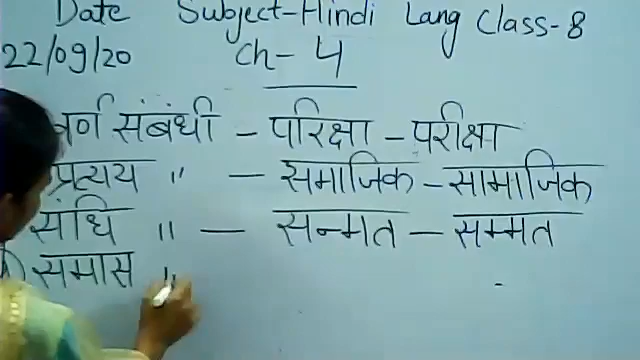 Date Subject-Hindi Lang Class-8
22/09/20 Ch-4
वर्ण संबंधी - परिक्षा - परीक्षा
प्रत्यय " - समाजिक - सामाजिक
संधि " - सन्मत - सम्मत
समास "